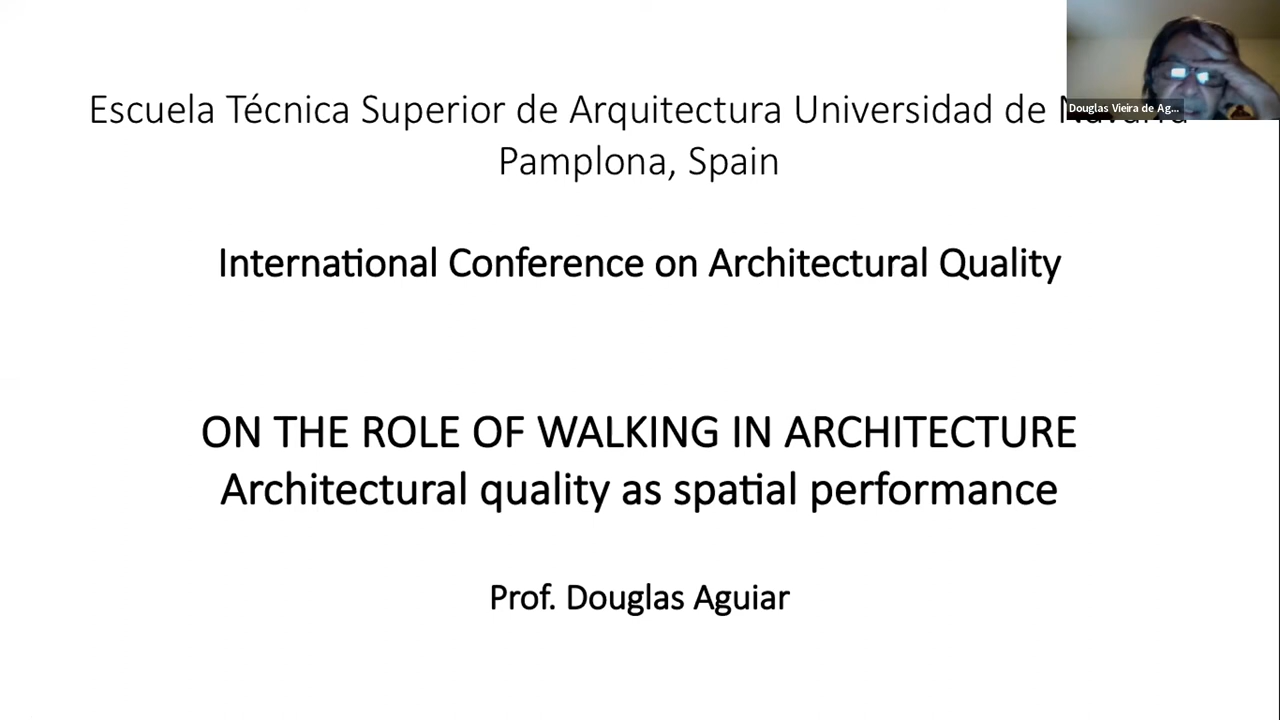 Escuela Técnica Superior de Arquitectura Universidad de
Pamplona, Spain
International Conference on Architectural Quality
ON THE ROLE OF WALKING IN ARCHITECTURE
Architectural quality as spatial performance
Prof. Douglas Aguiar
Douglas Vieira de Ag...